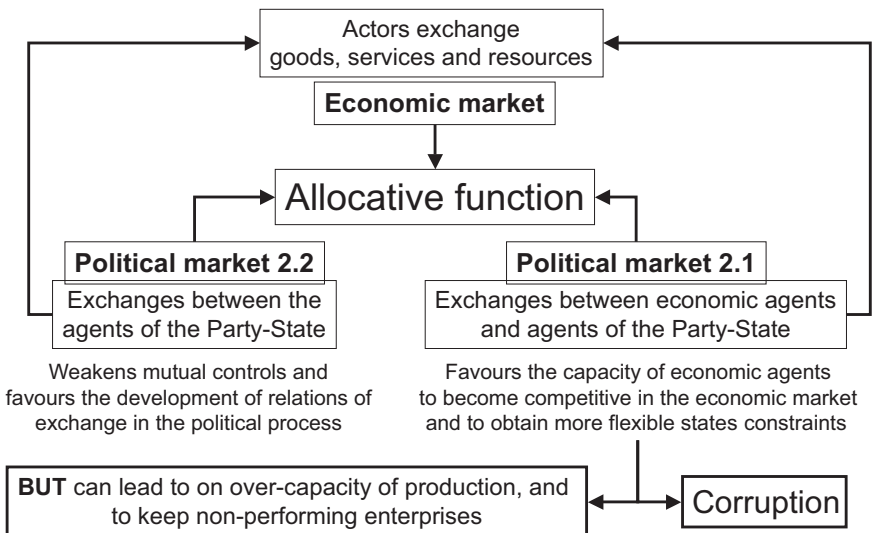 Actors exchange
goods, services and resources
Economic market
Allocative function
Political market 2.2
Exchanges between the
agents of the Party-State
Weakens mutual controls and
favours the development of relations of
exchange in the political process
Political market 2.1
Exchanges between economic agents
and agents of the Party-State
Favours the capacity of economic agents
to become competitive in the economic market
and to obtain more flexible states constraints
BUT can lead to on over-capacity of production, and
to keep non-performing enterprises
Corruption